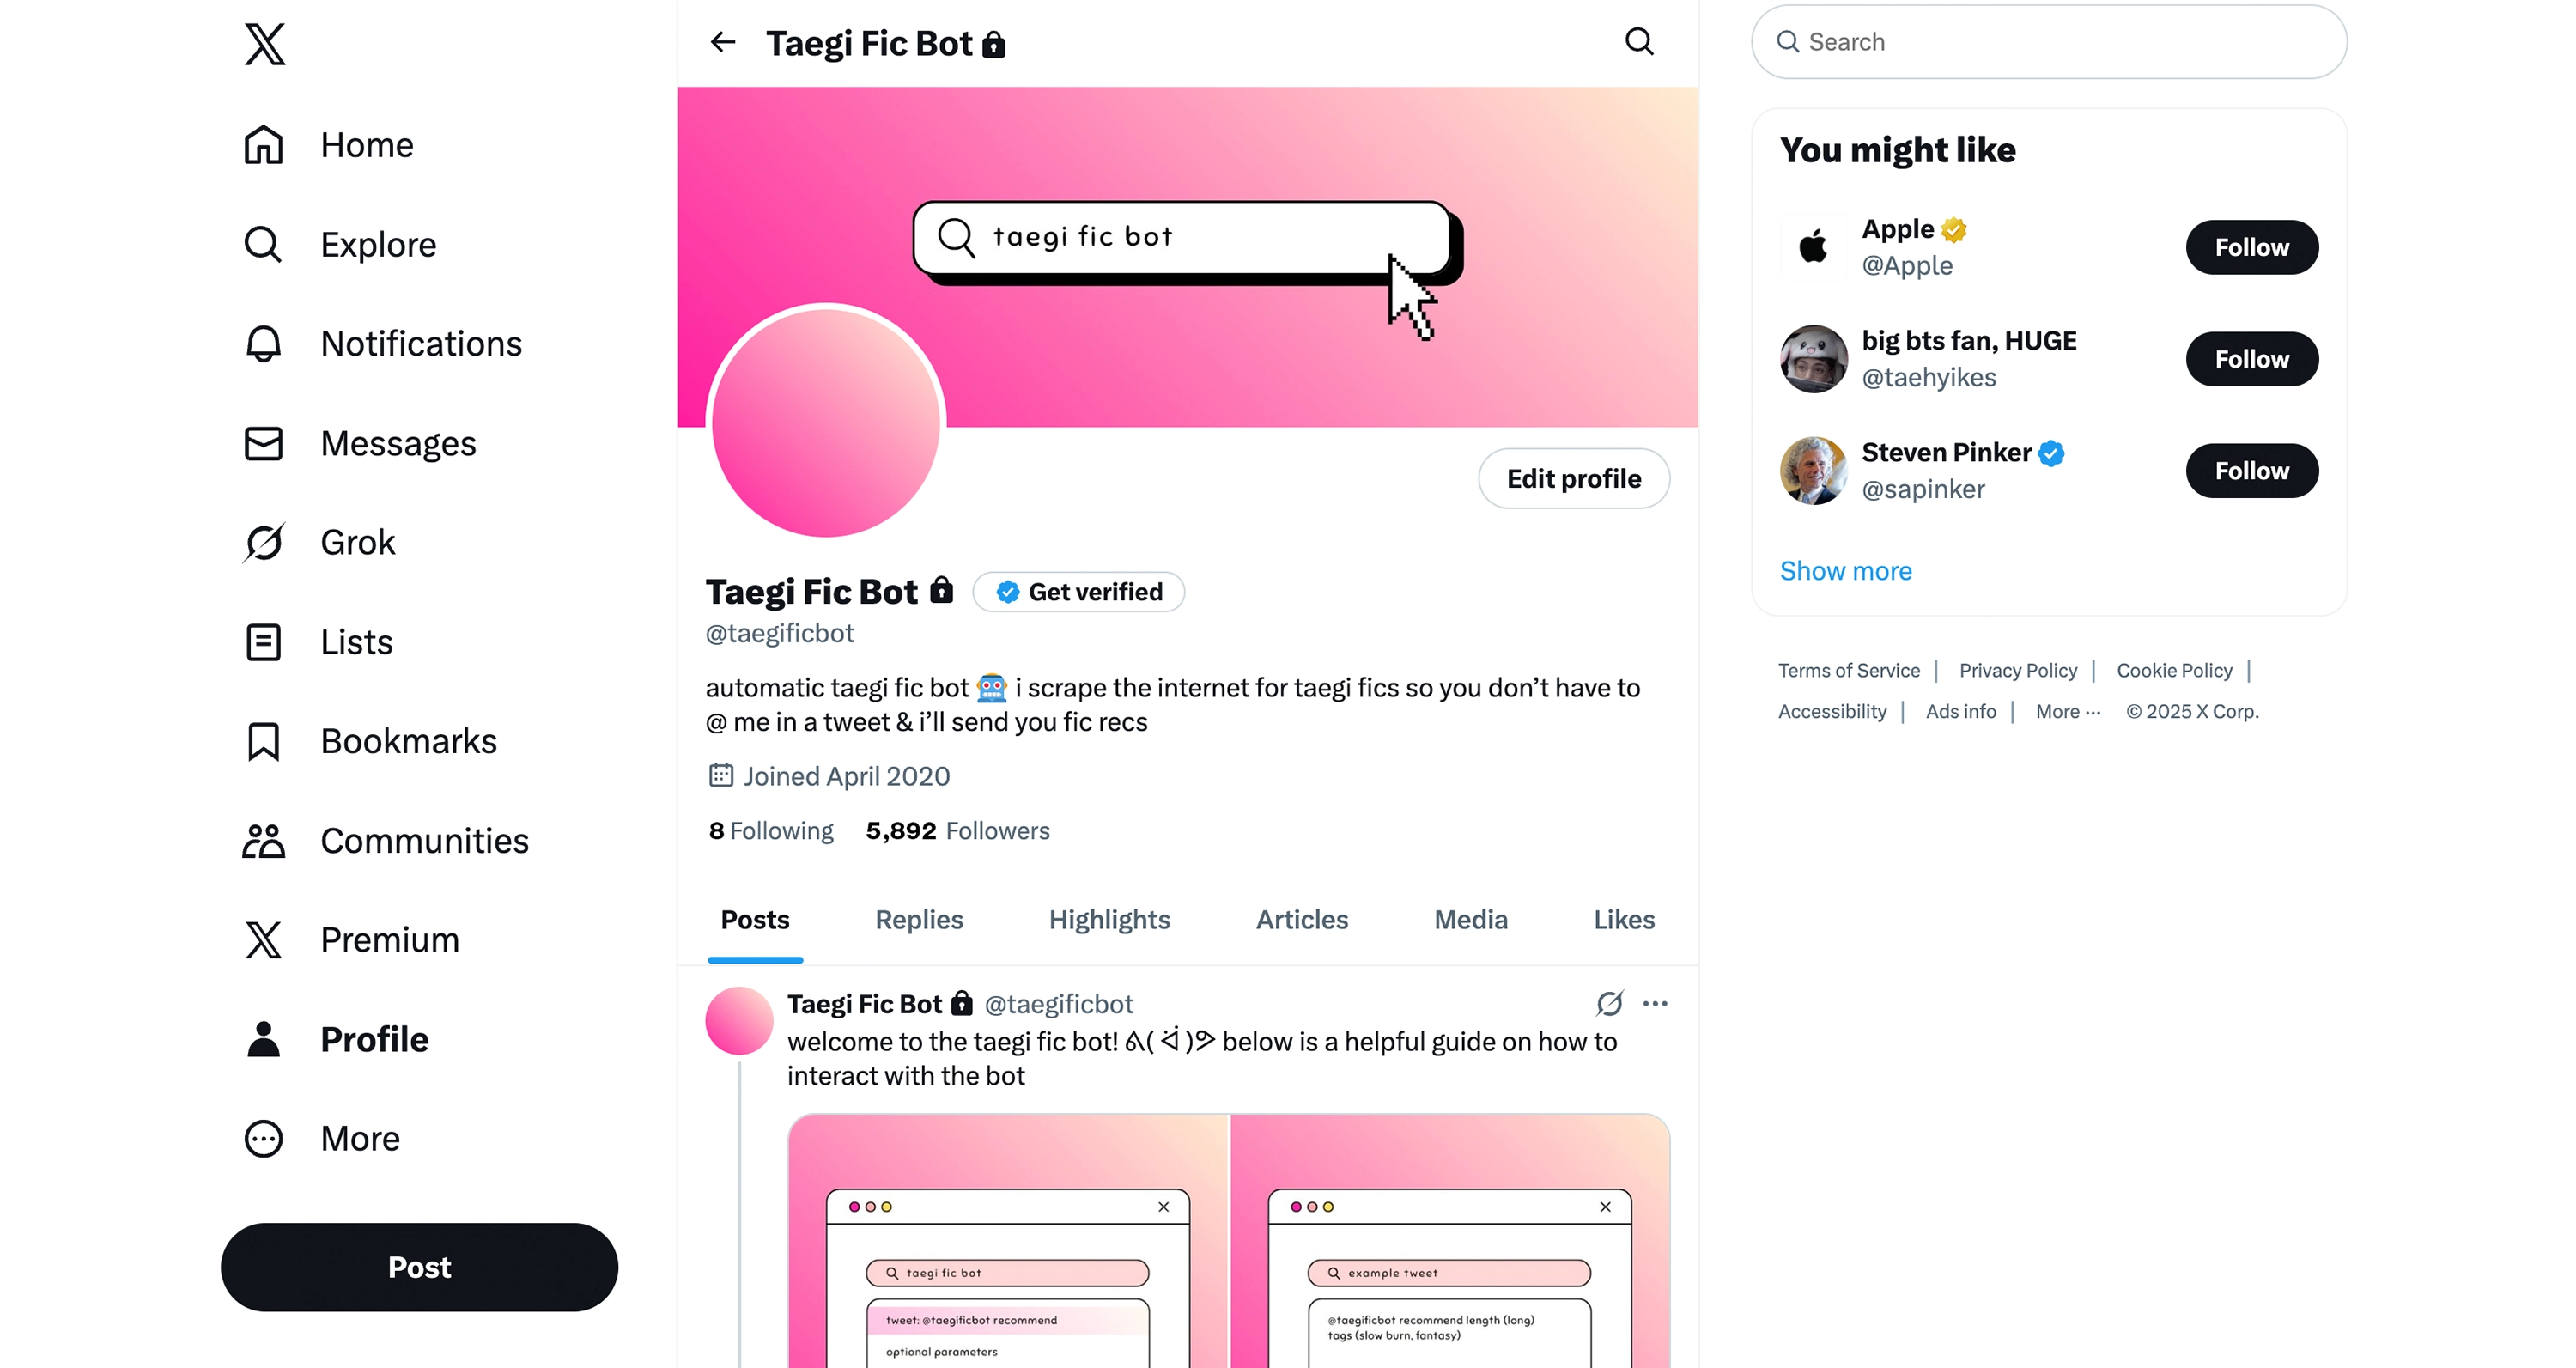 Home
Explore
Notifications
Messages
Grok
Lists
Bookmarks
Communities
Premium
Profile
More
Post
Taegi Fic Bot
taegi fic bot
Edit profile
Taegi Fic Bot
Get verified
@taegificbot
automatic taegi fic bot 🤖 i scrape the internet for taegi fics so you don’t have to
@ me in a tweet & i’ll send you fic recs
Joined April 2020
8 Following 5,892 Followers
Posts Replies Highlights Articles Media Likes
Taegi Fic Bot @taegificbot
welcome to the taegi fic bot! below is a helpful guide on how to
interact with the bot
taegi fic bot
tweet: @taegificbot recommend
optional parameters
example tweet
@taegificbot recommend length (long)
tags (slow burn, fantasy)
Search
You might like
Apple
@Apple
Follow
big bts fan, HUGE
@taehyikes
Follow
Steven Pinker
@sapinker
Follow
Show more
Terms of Service | Privacy Policy | Cookie Policy |
Accessibility | Ads info | More ··· © 2025 X Corp.